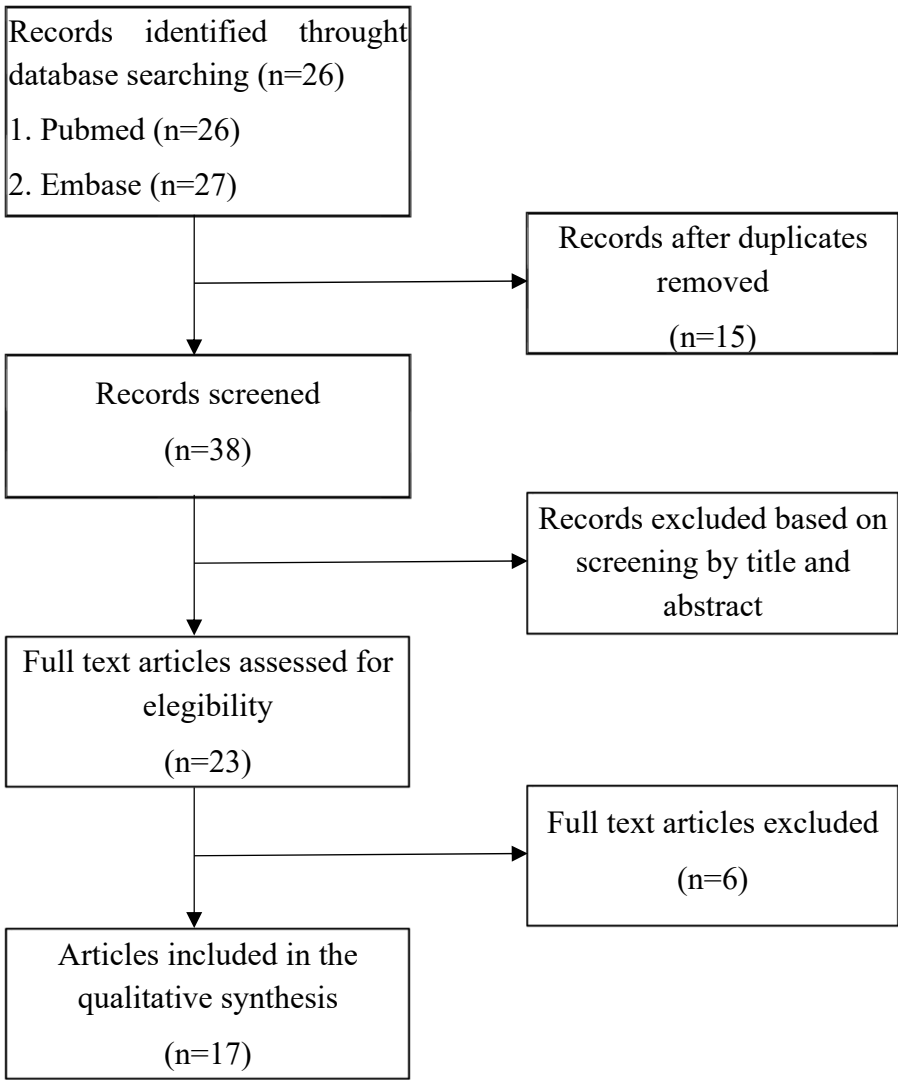 Records identified throught
database searching (n=26)
1. Pubmed (n=26)
2. Embase (n=27)
Records after duplicates
removed
(n=15)
Records screened
(n=38)
Records excluded based on
screening by title and
abstract
Full text articles assessed for
elegibility
(n=23)
Full text articles excluded
(n=6)
Articles included in the
qualitative synthesis
(n=17)